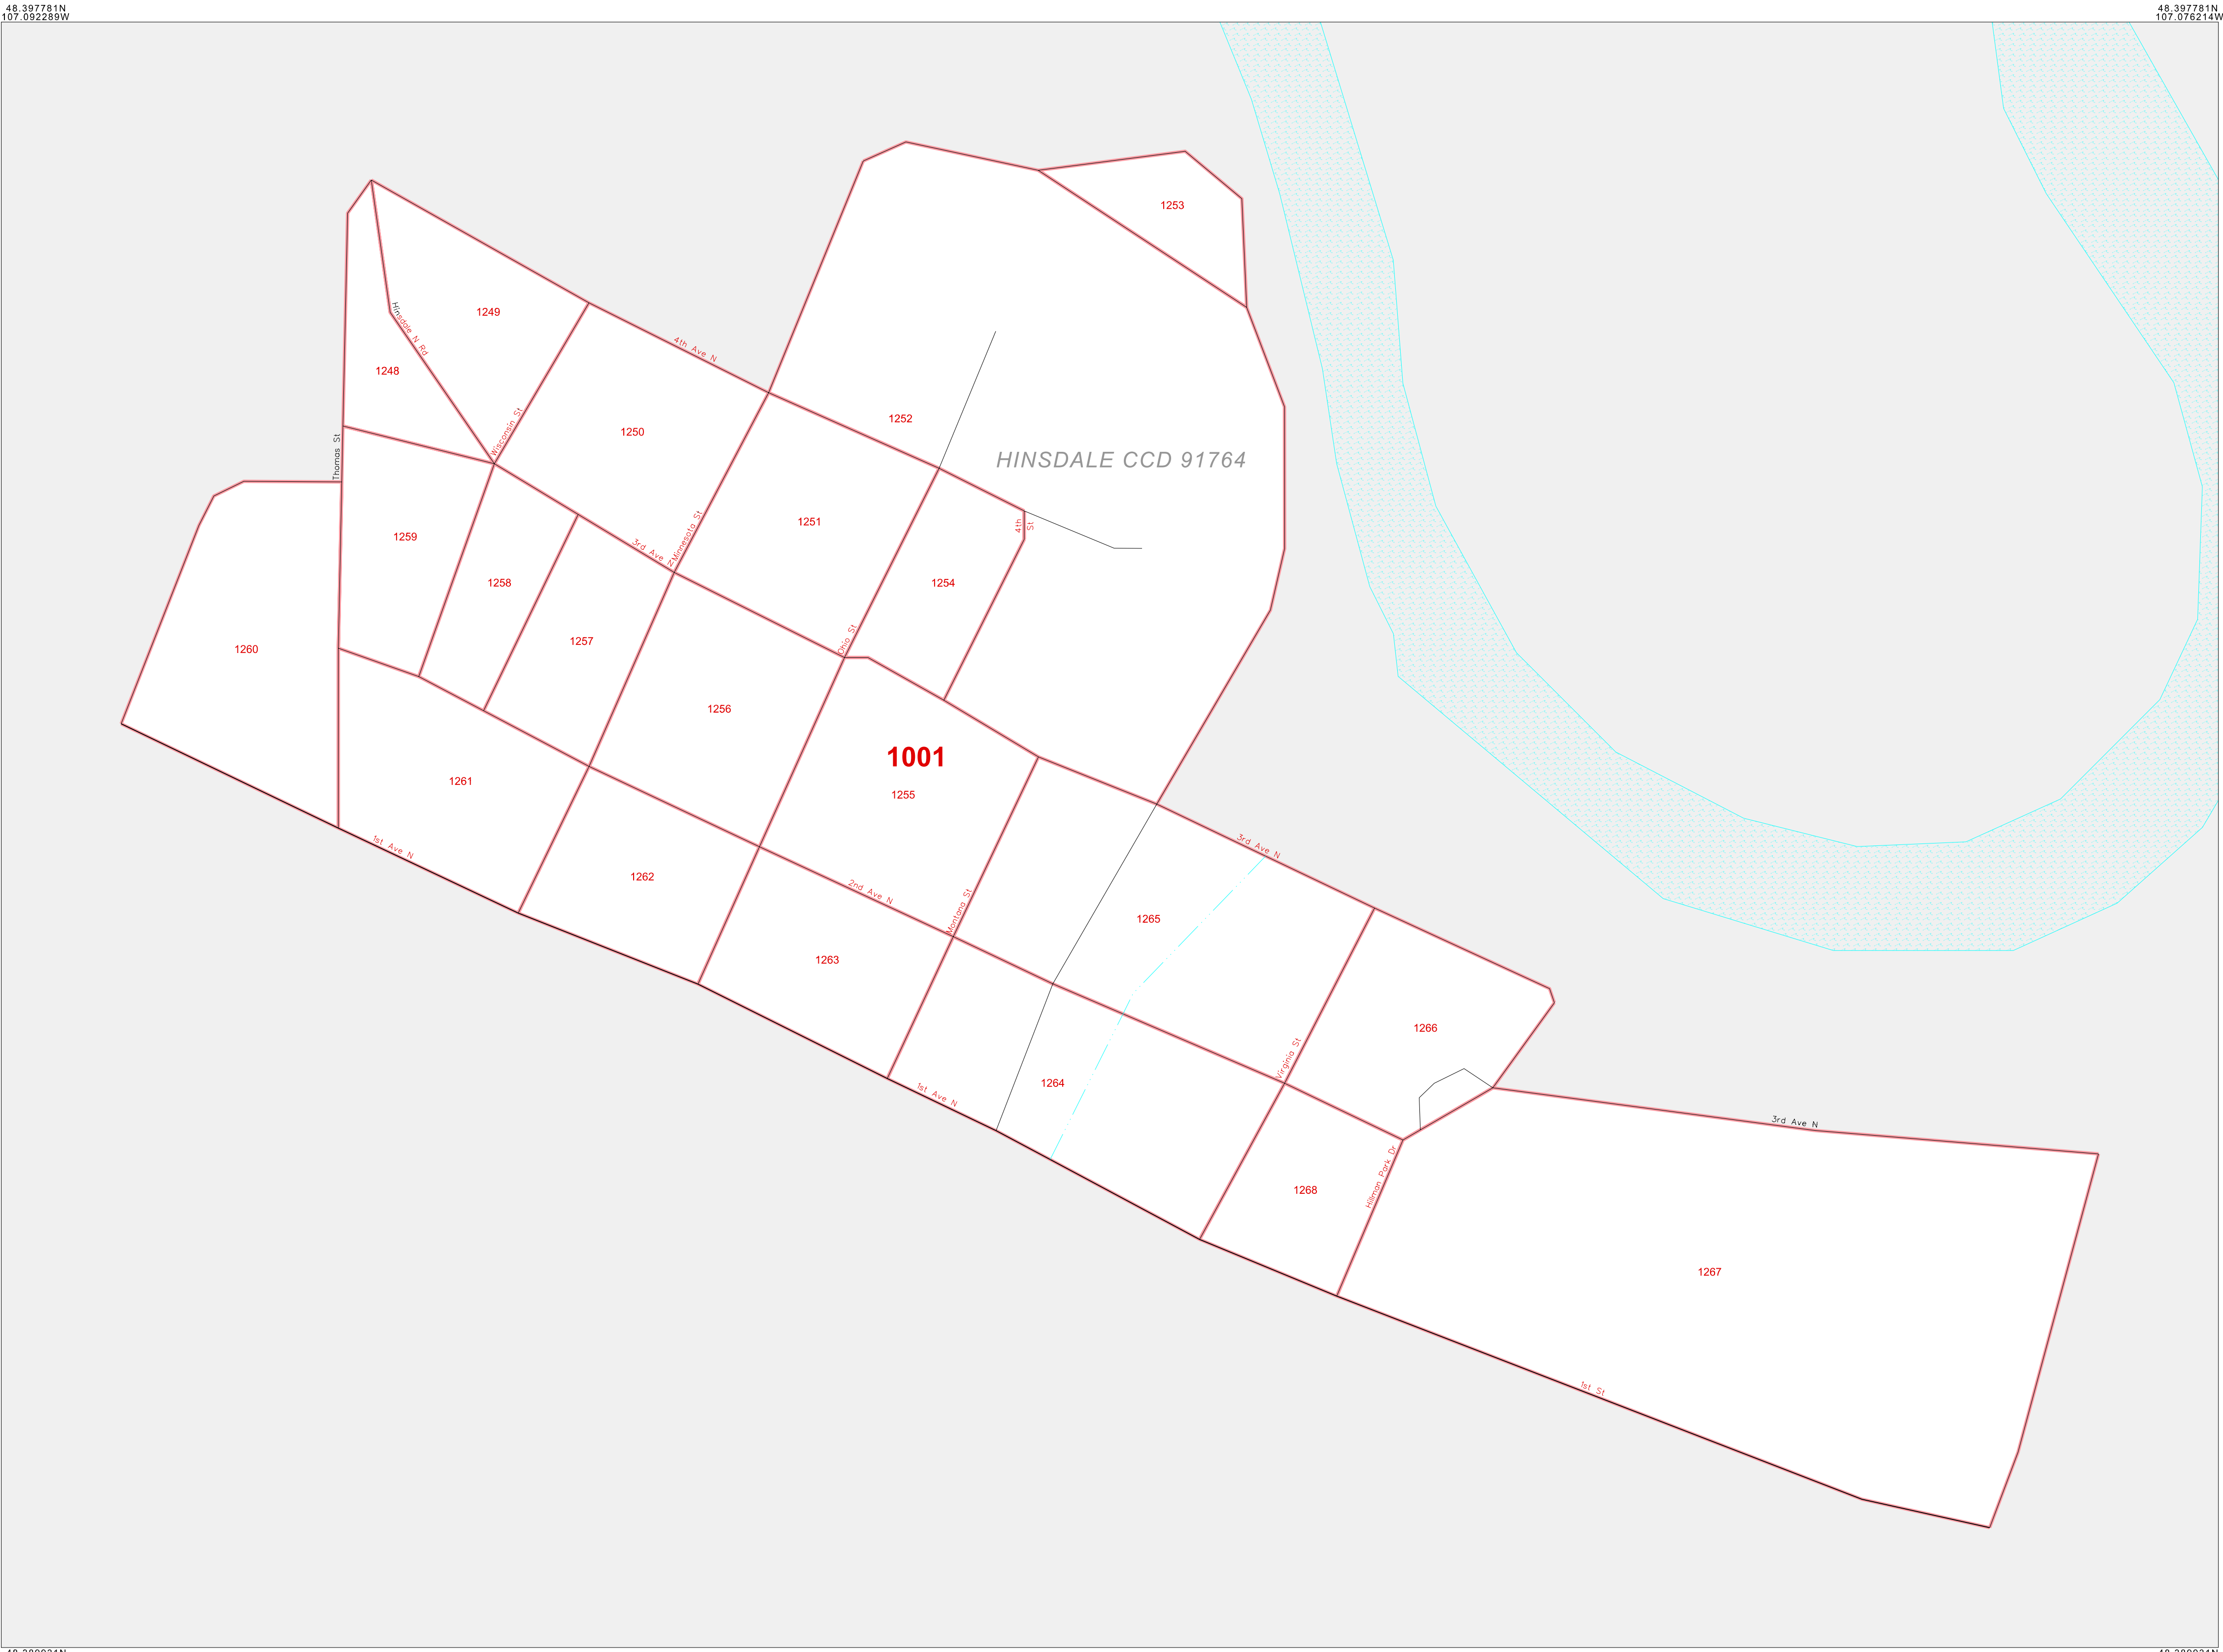 48.397781N
107.092289W
48.397781N
107.076214W
1253
1249
Hinsdale N Rd
4th Ave N
1248
1252
Wisconsin St
1250
Thomas St
HINSDALE CCD 91764
1251
4th
St
1259
Minnesota St
3rd Ave N
1258
1254
1257
Ohio St
1260
1256
1001
1261
1255
1st Ave N
3rd Ave N
1262
2nd Ave N
Montana St
1265
1263
1266
Virginia St
1264
1st Ave N
3rd Ave N
Hillman Park Dr
1268
1267
1st St